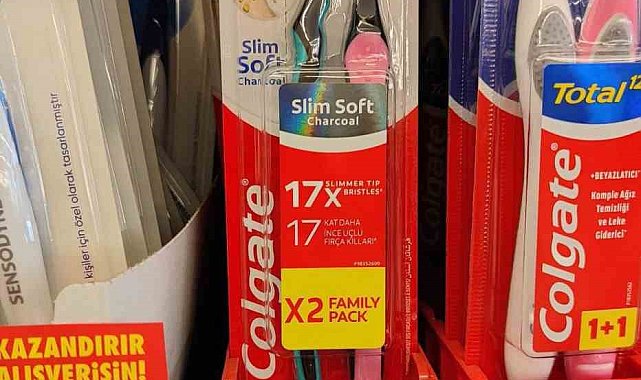 SENSODYNE
kişiler için özel olarak tasarlanmıştır
KAZANDIRIR
ALIŞVERİŞİN!
Slim
Soft
Charcoal
Slim Soft
Charcoal
17X SLIMMER TIP
BRISTLES*
17 KAT DAHA
İNCE UÇLU
FIRÇA KILLARI*
X2 FAMILY
PACK
Colgate
Total 12
Colgate
+BEYAZLATICI*
Komple Ağız
Temizliği
ve Leke
Giderici*
1+1